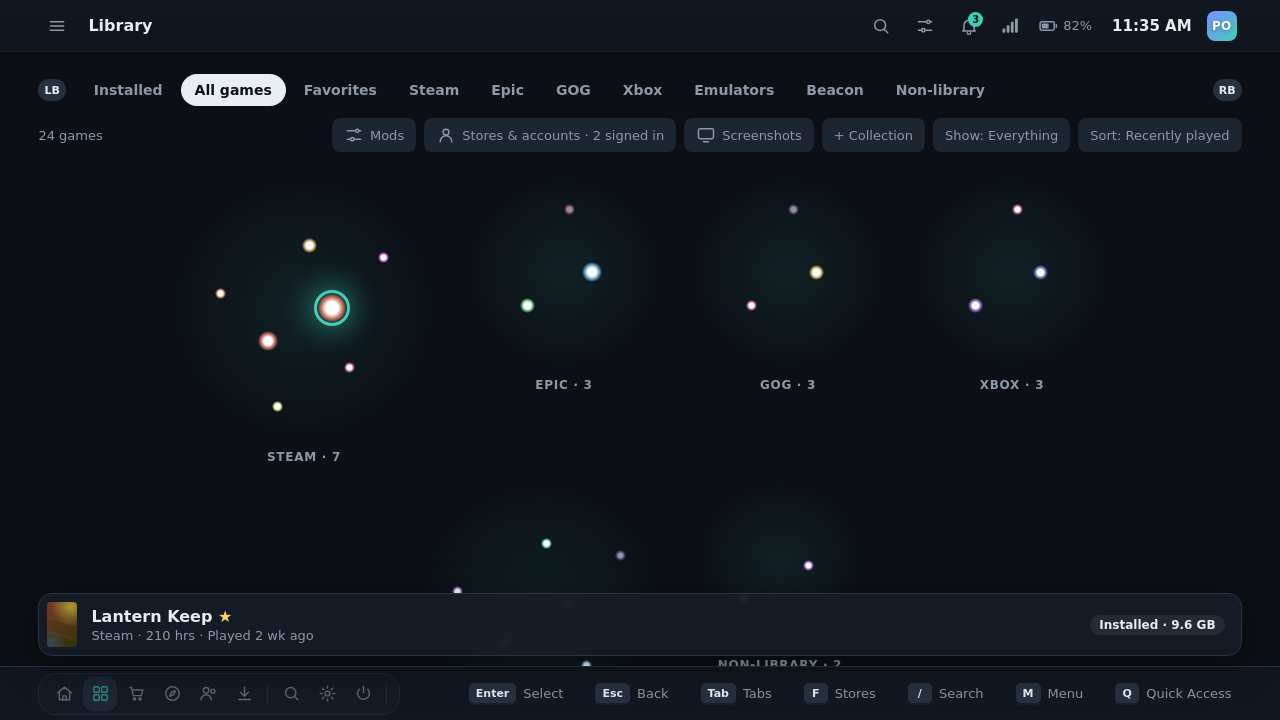 Library
3
82%
11:35 AM
PO
LB
Installed
All games
Favorites
Steam
Epic
GOG
Xbox
Emulators
Beacon
Non-library
RB
24 games
Mods
Stores & accounts · 2 signed in
Screenshots
+ Collection
Show: Everything
Sort: Recently played
EPIC · 3
GOG · 3
XBOX · 3
STEAM · 7
Lantern Keep ★
Steam · 210 hrs · Played 2 wk ago
Installed · 9.6 GB
NON-LIBRARY · 2
Enter Select
Esc Back
Tab Tabs
F Stores
/ Search
M Menu
Q Quick Access